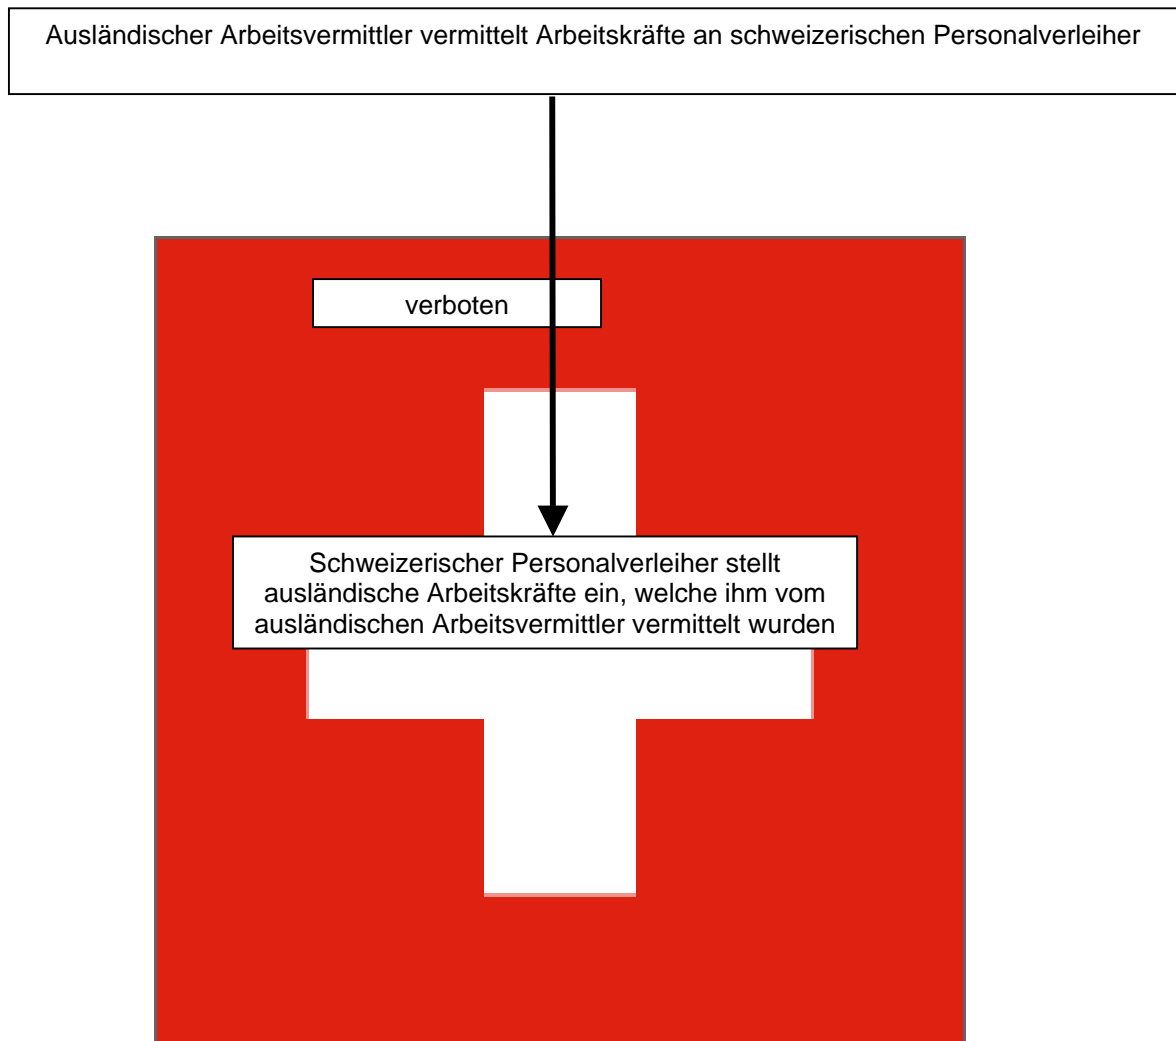 Ausländischer Arbeitsvermittler vermittelt Arbeitskräfte an schweizerischen Personalverleiher
verboten
Schweizerischer Personalverleiher stellt
ausländische Arbeitskräfte ein, welche ihm vom
ausländischen Arbeitsvermittler vermittelt wurden